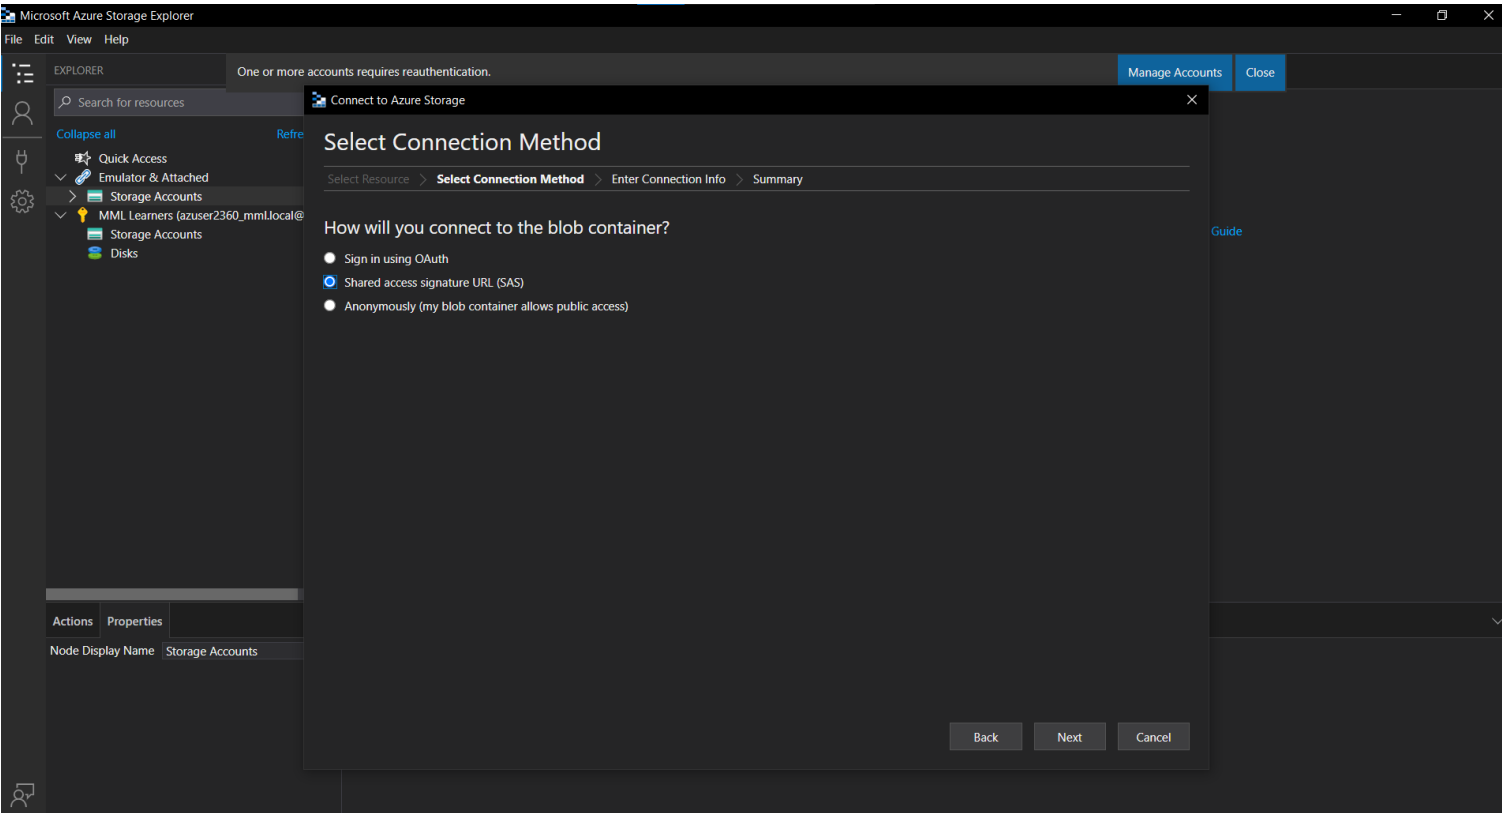 Microsoft Azure Storage Explorer
File Edit View Help
EXPLORER
One or more accounts requires reauthentication.
Manage Accounts
Close
Search for resources
Collapse all
Refre
Quick Access
Emulator & Attached
Storage Accounts
MML Learners (azuser2360_mml.local@
Storage Accounts
Disks
Connect to Azure Storage
Select Connection Method
Select Resource > Select Connection Method > Enter Connection Info > Summary
How will you connect to the blob container?
Sign in using OAuth
Shared access signature URL (SAS)
Anonymously (my blob container allows public access)
Guide
Back
Next
Cancel
Actions Properties
Node Display Name Storage Accounts